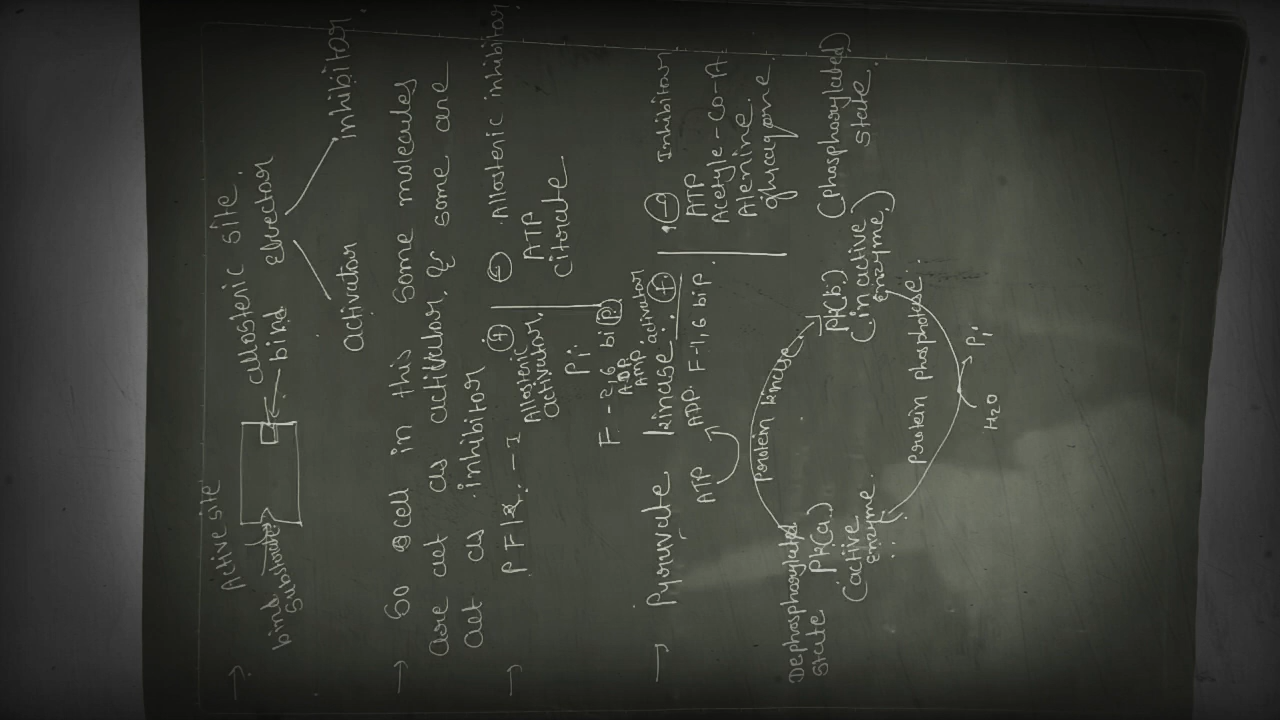 → Active site
allosteric site.
bind
Substrate
bind
Effector
activator
inhibitor.
→ So cell in this some molecules
are act as activator, & some are
act as inhibitor
→ PFK-I
(+)
Allosteric
activator.
Pi
F-2,6 bi(P)
ADP
AMP
(-) Allosteric inhibitor.
ATP
Citrate
→ Pyruvate kinase:
(+) activator
F-1,6 bip.
(-) Inhibitor
ATP
Acetyle-Co-A
Alenine.
glucagone.
ATP
ADP
Dephosphorylated
state
PK(a)
(active
enzyme.
Protein kinase
PK(b)
(inactive
enzyme.)
(phosphorylated)
state.
Protein phosphotese
H2O
Pi